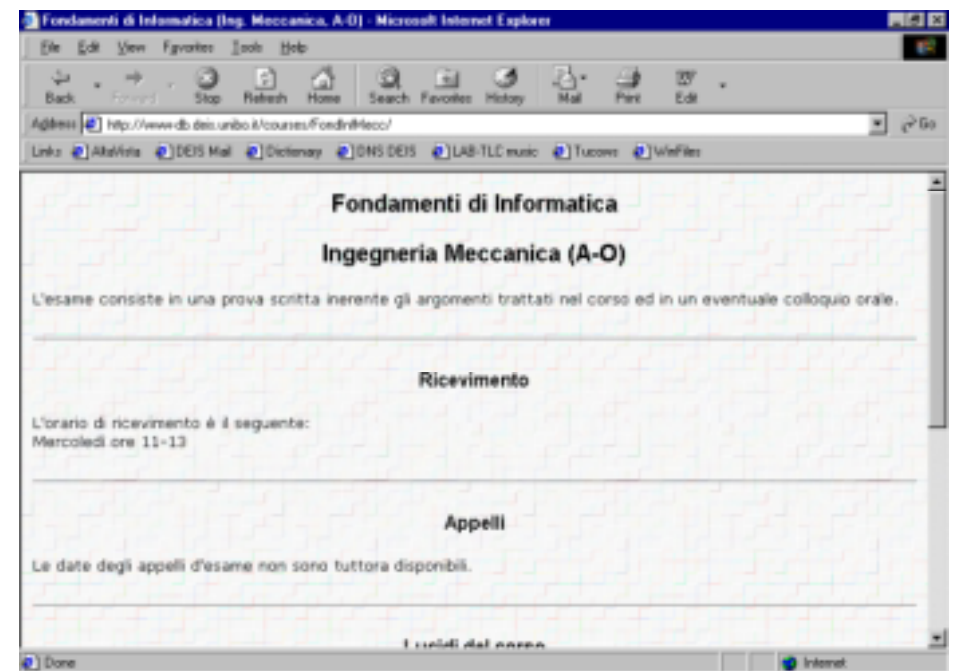 Fondamenti di Informatica (Ing. Meccanica, A-O) - Microsoft Internet Explorer
File Edit View Favorites Tools Help
Back Forward Stop Refresh Home Search Favorites History Mail Print Edit
Address http://www-db.deis.unibo.it/courses/FondInfMecc/ Go
Links AltaVista DEIS Mail Dictionary DNS DEIS LAB-TLC music Tucows WinFiles
Fondamenti di Informatica
Ingegneria Meccanica (A-O)
L'esame consiste in una prova scritta inerente gli argomenti trattati nel corso ed in un eventuale colloquio orale.
Ricevimento
L'orario di ricevimento è il seguente:
Mercoledì ore 11-13
Appelli
Le date degli appelli d'esame non sono tuttora disponibili.
Lucidi del corso
Done Internet